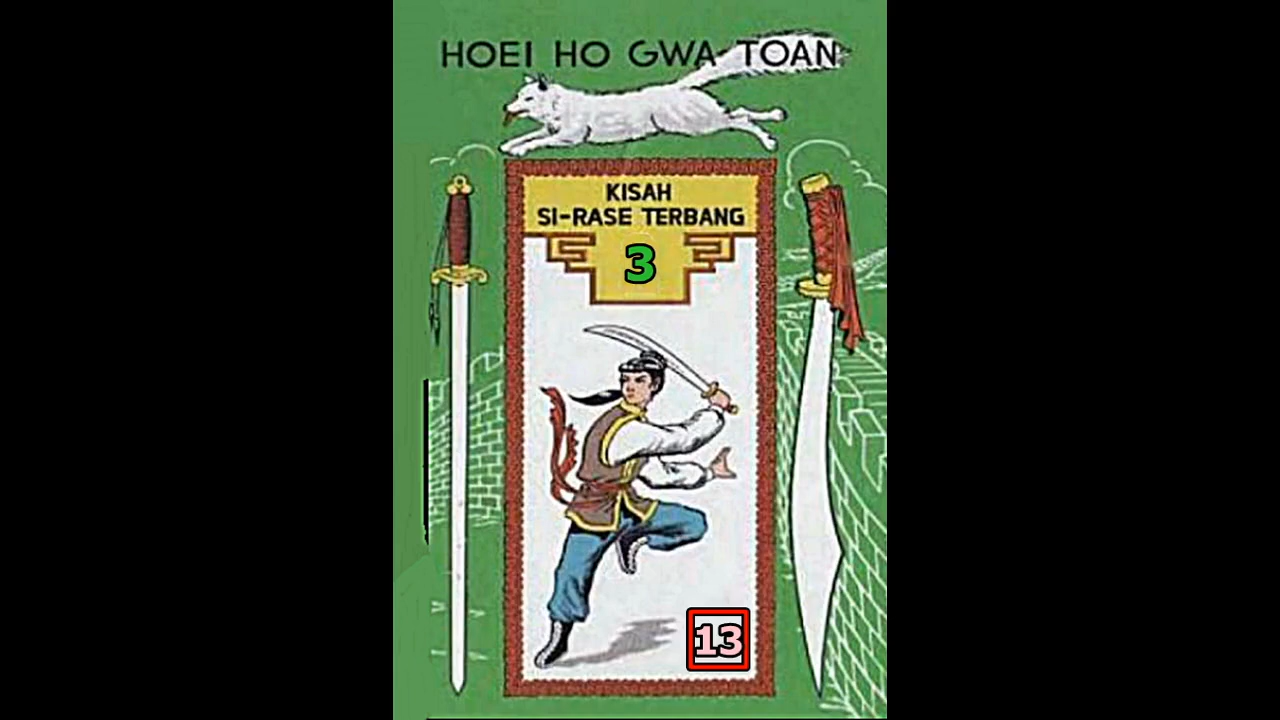 HOEI HO GWA TOAN
KISAH
SI-RASE TERBANG
3
13